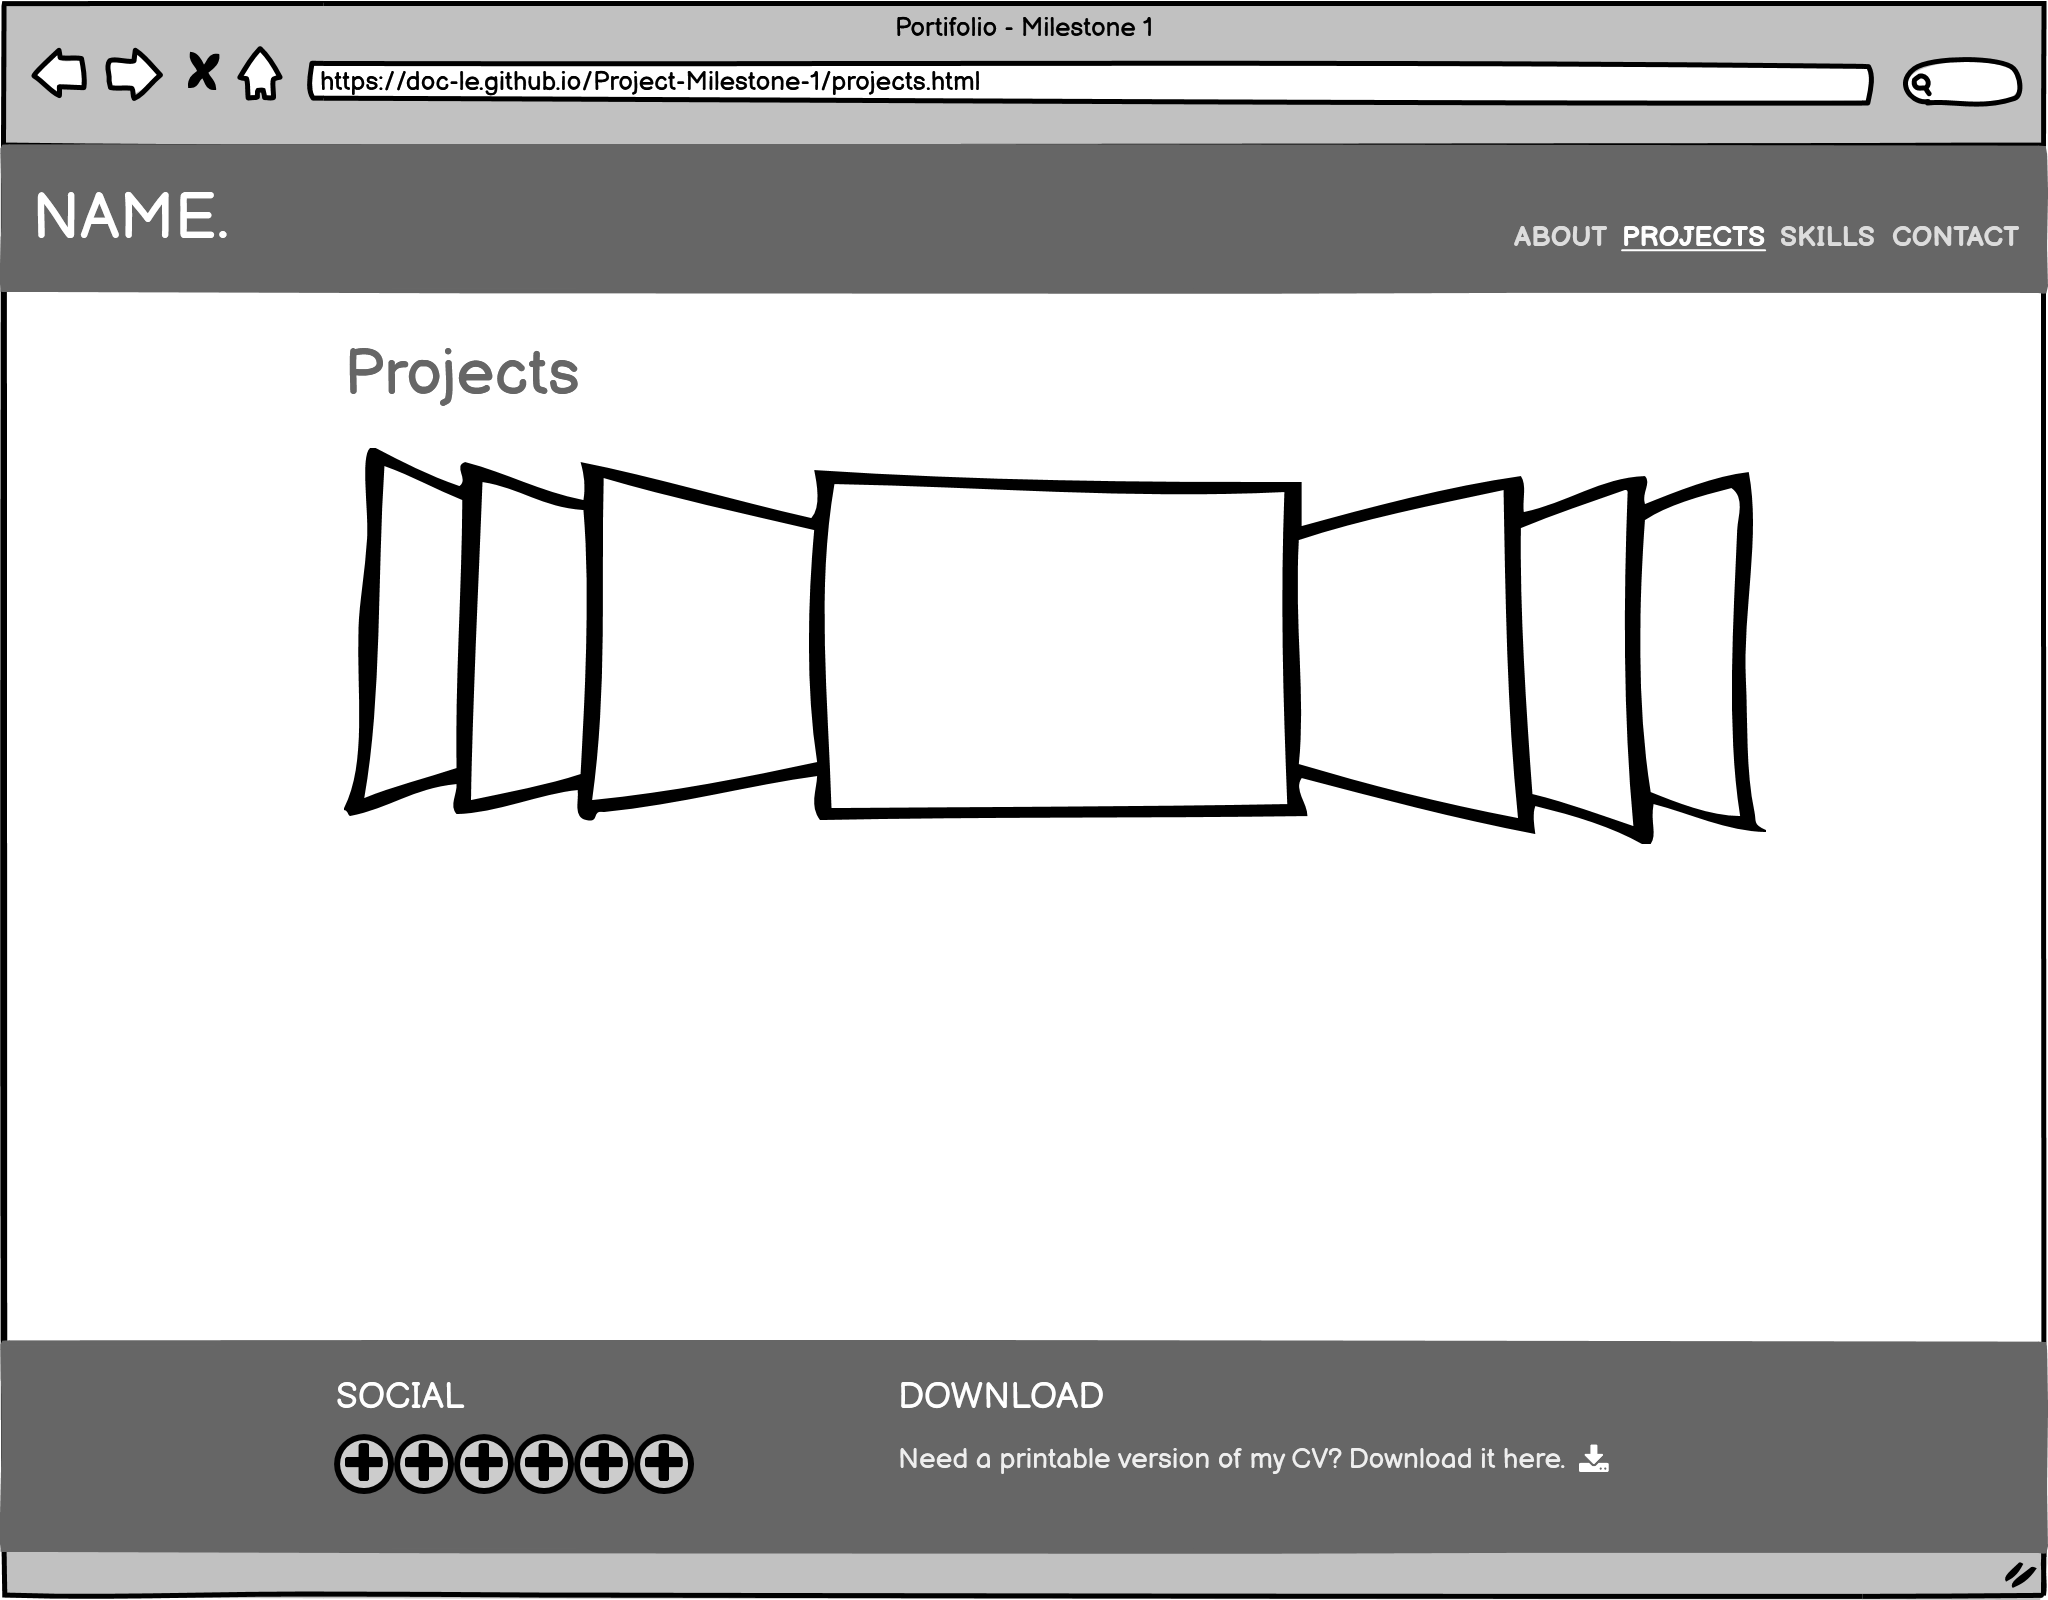 Portifolio - Milestone 1
https://doc-le.github.io/Project-Milestone-1/projects.html
NAME.
ABOUT PROJECTS SKILLS CONTACT
Projects
SOCIAL
DOWNLOAD
Need a printable version of my CV? Download it here.